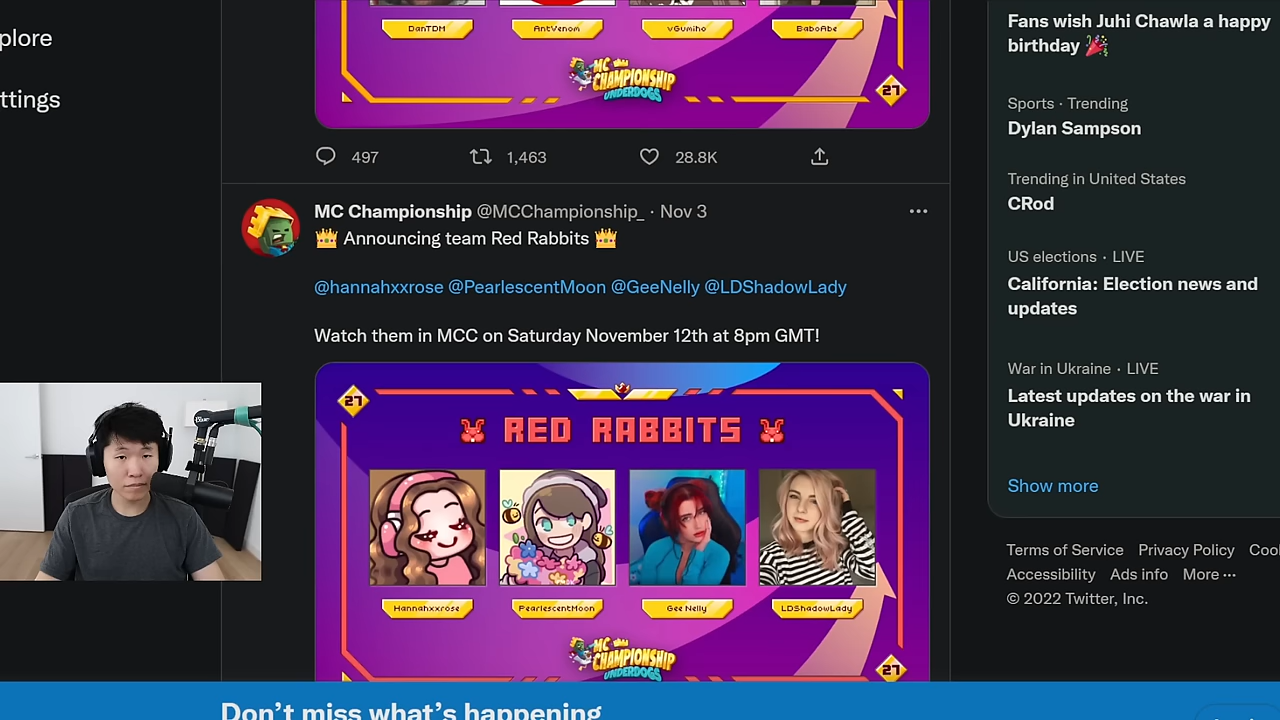 plore
ttings
DanTDM
AntVenom
vGumiho
BaboAbe
MC
CHAMPIONSHIP
UNDERDOGS
27
497
1,463
28.8K
MC Championship @MCChampionship_ · Nov 3
👑 Announcing team Red Rabbits 👑
@hannahxxrose @PearlescentMoon @GeeNelly @LDShadowLady
Watch them in MCC on Saturday November 12th at 8pm GMT!
27
RED RABBITS
Hannahxxrose
PearlescentMoon
Gee Nelly
LDShadowLady
MC
CHAMPIONSHIP
UNDERDOGS
27
Fans wish Juhi Chawla a happy
birthday 🎉
Sports · Trending
Dylan Sampson
Trending in United States
CRod
US elections · LIVE
California: Election news and
updates
War in Ukraine · LIVE
Latest updates on the war in
Ukraine
Show more
Terms of Service Privacy Policy Cool
Accessibility Ads info More ···
© 2022 Twitter, Inc.
Don't miss what's happening